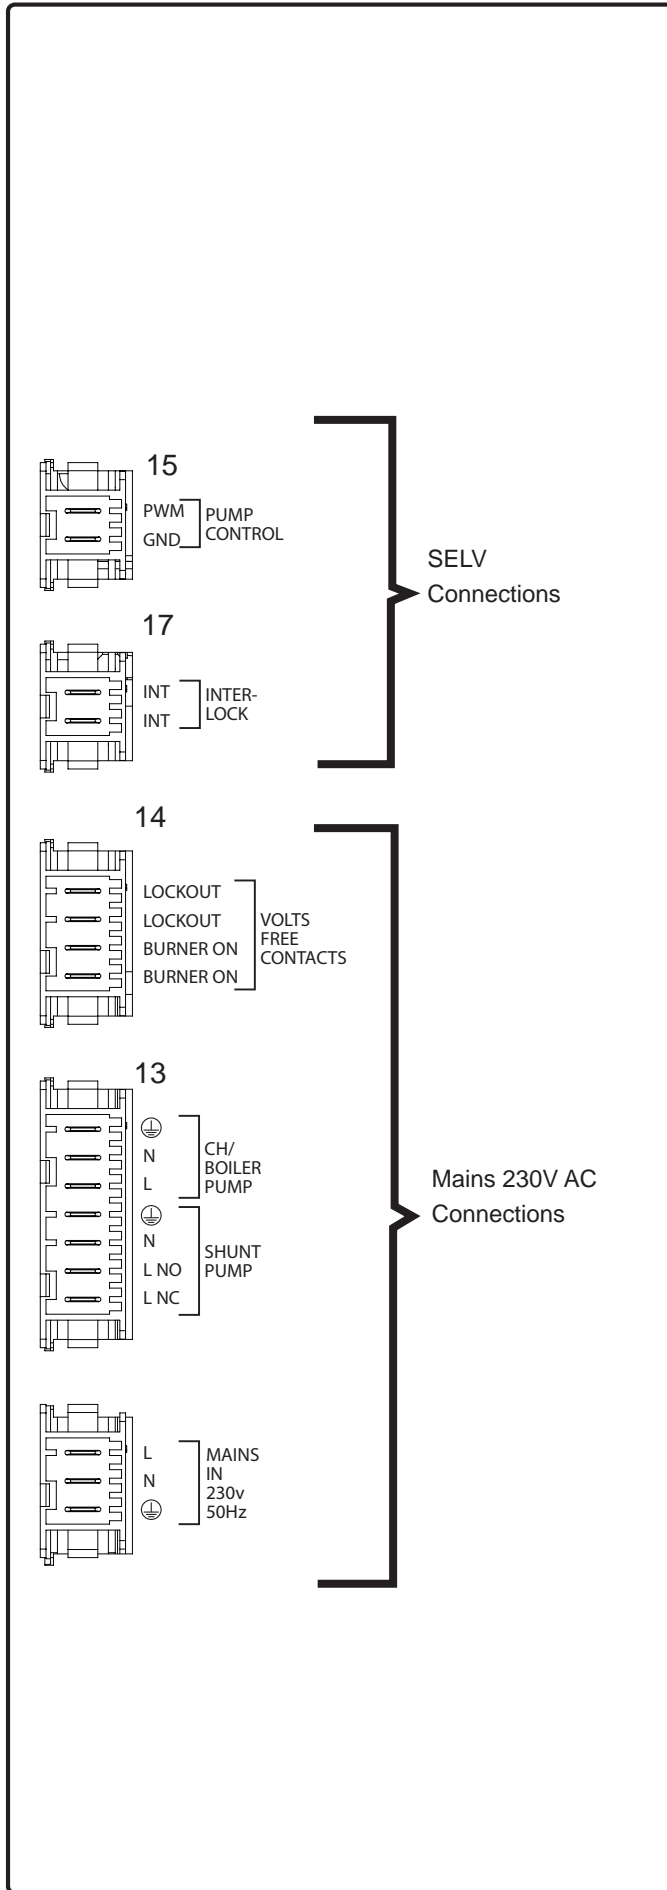 15
PWM
GND
PUMP
CONTROL
17
INT
INT
INTER-
LOCK
SELV
Connections
14
LOCKOUT
LOCKOUT
BURNER ON
BURNER ON
VOLTS
FREE
CONTACTS
13
N
L
CH/
BOILER
PUMP
N
L NO
L NC
SHUNT
PUMP
L
N
MAINS
IN
230v
50Hz
Mains 230V AC
Connections